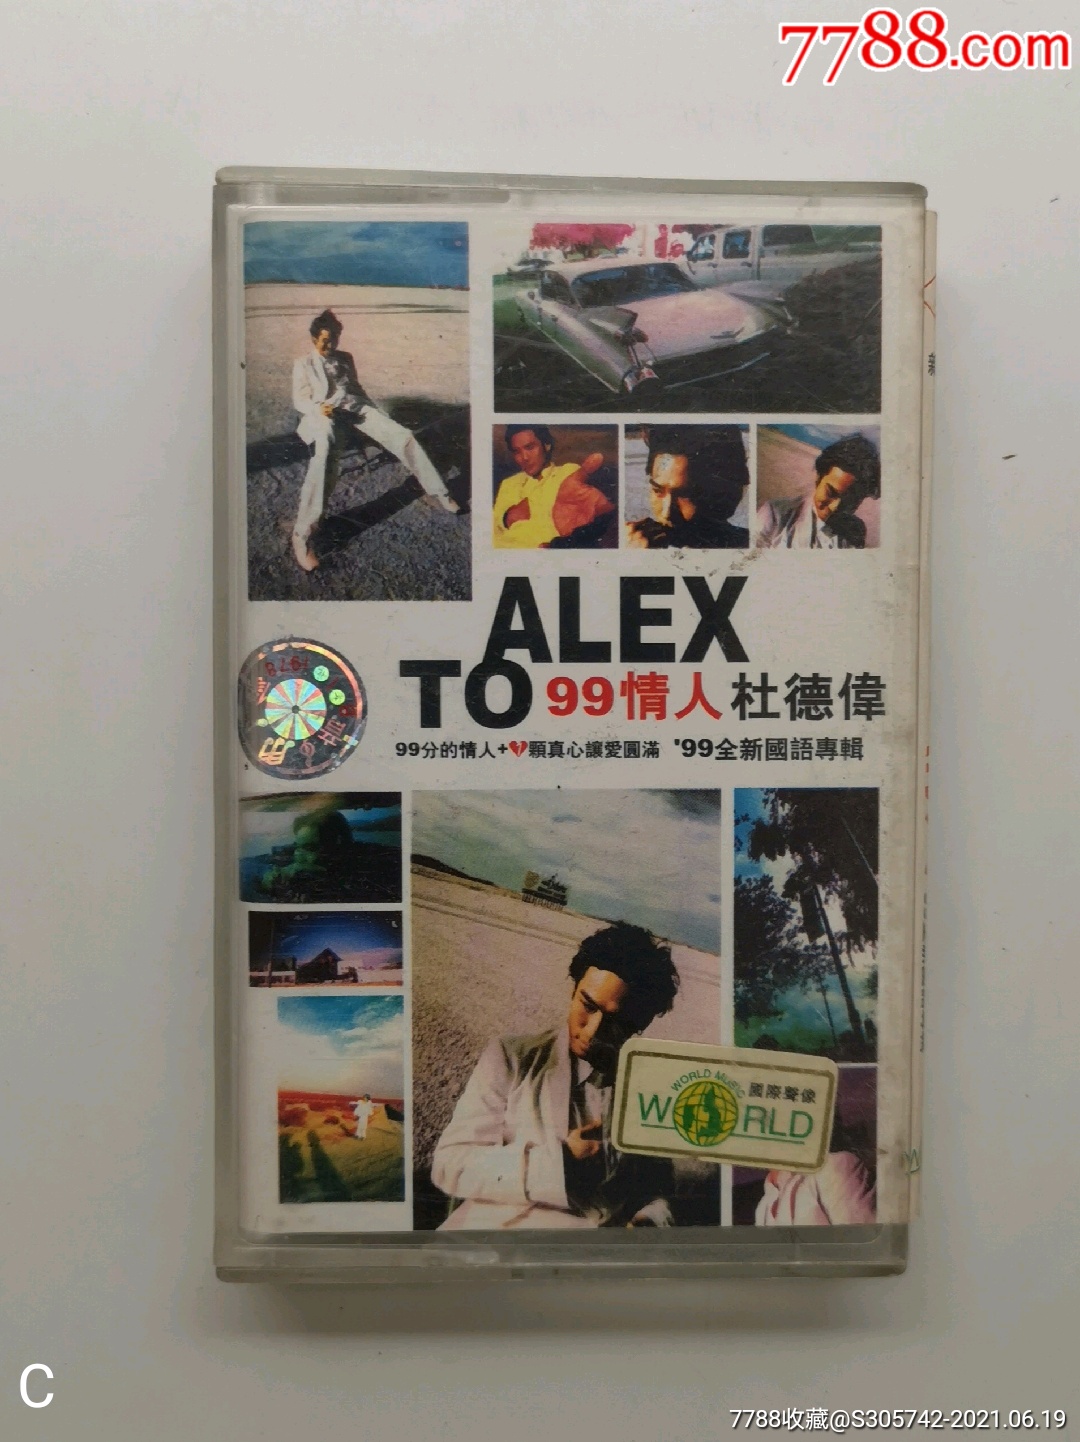 7788.com
ALEX
TO 99情人杜德偉
99分的情人+1顆真心讓愛圓滿 '99全新國語專輯
WORLD MUSIC
國際聲像
WORLD
C
7788收藏@S305742-2021.06.19